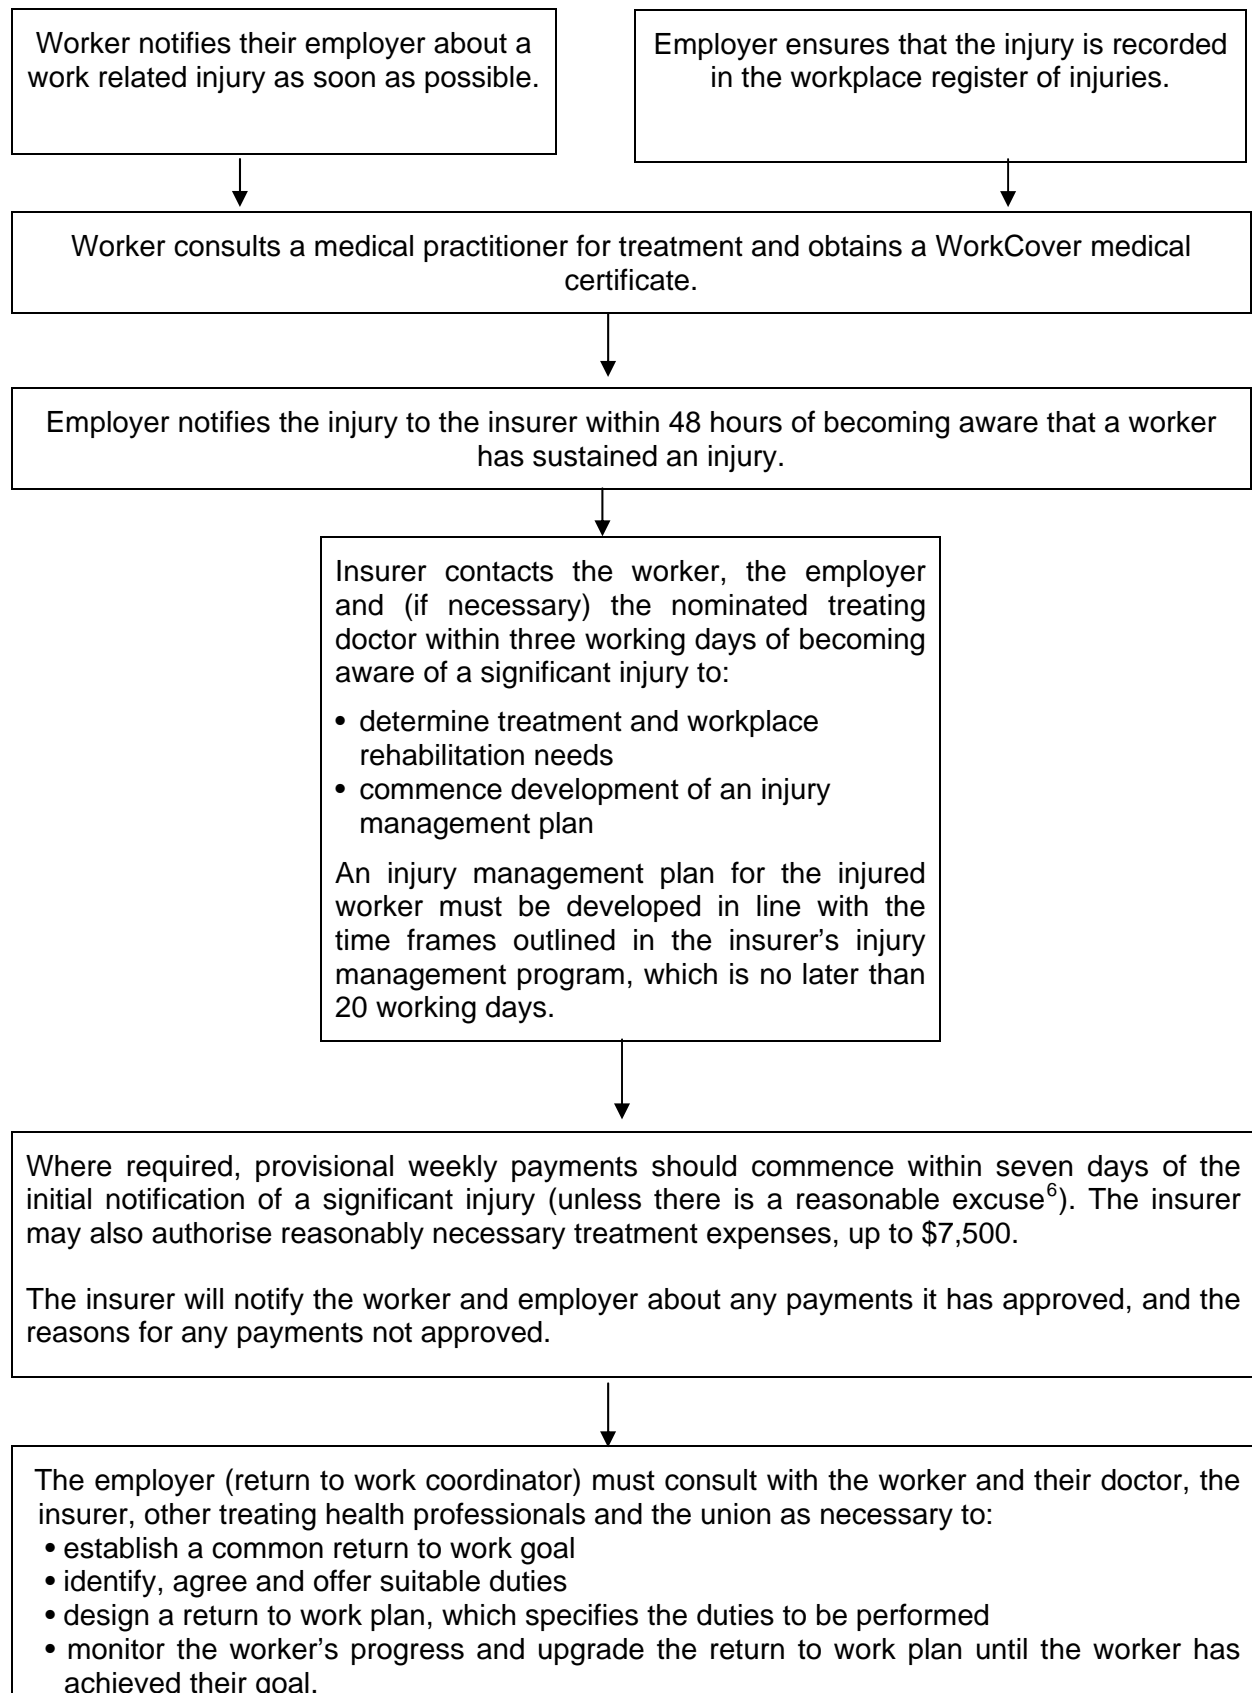 Worker notifies their employer about a
work related injury as soon as possible.
Employer ensures that the injury is recorded
in the workplace register of injuries.
Worker consults a medical practitioner for treatment and obtains a WorkCover medical
certificate.
Employer notifies the injury to the insurer within 48 hours of becoming aware that a worker
has sustained an injury.
Insurer contacts the worker, the employer
and (if necessary) the nominated treating
doctor within three working days of becoming
aware of a significant injury to:
• determine treatment and workplace
rehabilitation needs
• commence development of an injury
management plan
An injury management plan for the injured
worker must be developed in line with the
time frames outlined in the insurer’s injury
management program, which is no later than
20 working days.
Where required, provisional weekly payments should commence within seven days of the
initial notification of a significant injury (unless there is a reasonable excuse⁶). The insurer
may also authorise reasonably necessary treatment expenses, up to $7,500.
The insurer will notify the worker and employer about any payments it has approved, and the
reasons for any payments not approved.
The employer (return to work coordinator) must consult with the worker and their doctor, the
insurer, other treating health professionals and the union as necessary to:
• establish a common return to work goal
• identify, agree and offer suitable duties
• design a return to work plan, which specifies the duties to be performed
• monitor the worker’s progress and upgrade the return to work plan until the worker has
achieved their goal.